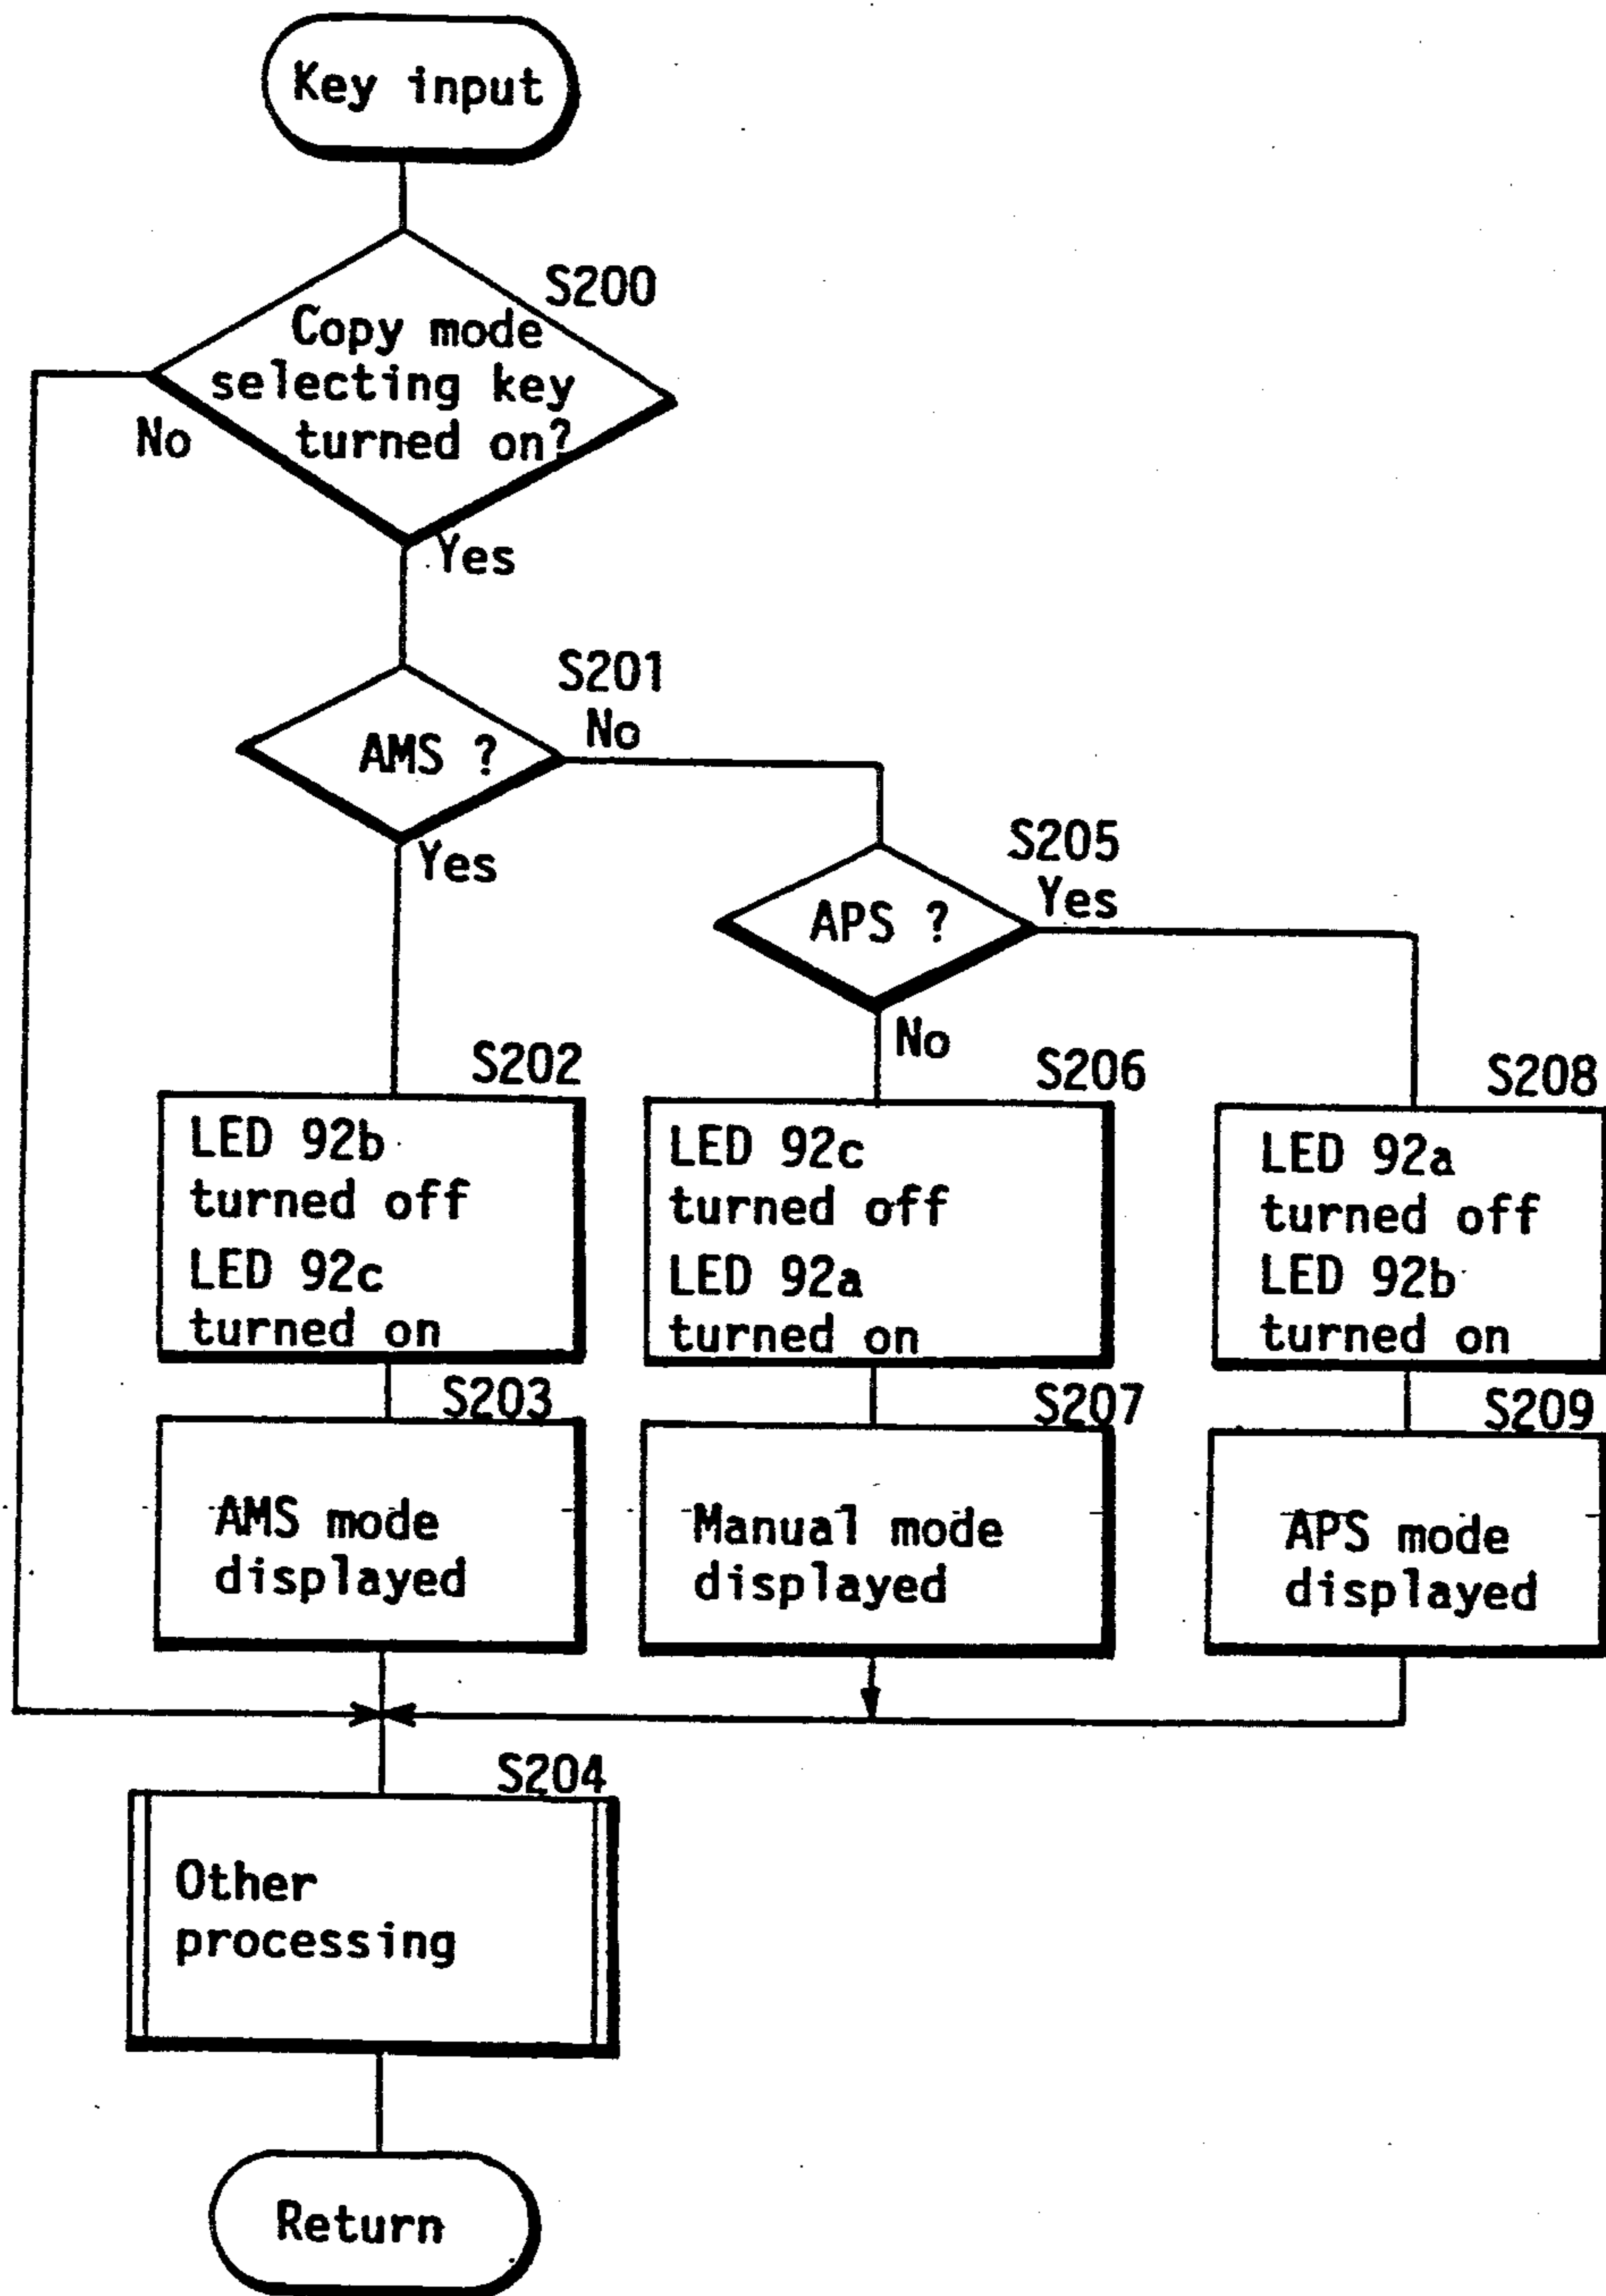 Key input
S200
Copy mode
selecting key
turned on?
No
Yes
S201
No
AMS ?
Yes
S205
Yes
APS ?
No
S202
LED 92b
turned off
LED 92c
turned on
S206
LED 92c
turned off
LED 92a
turned on
S208
LED 92a
turned off
LED 92b
turned on
S203
AMS mode
displayed
S207
Manual mode
displayed
S209
APS mode
displayed
S204
Other
processing
Return